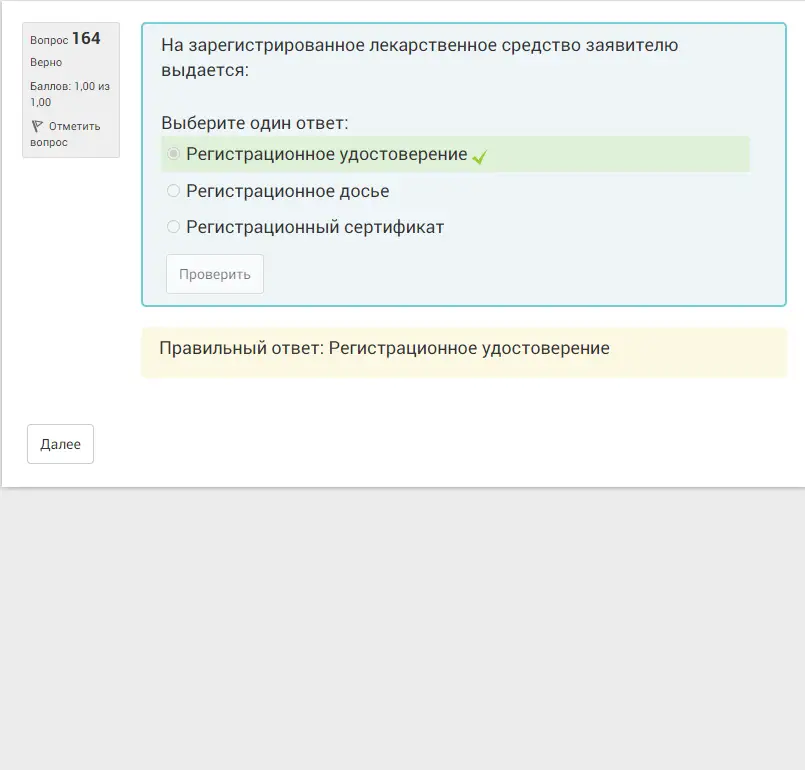 Вопрос 164
Верно
Баллов: 1,00 из
1,00
Отметить
вопрос
На зарегистрированное лекарственное средство заявителю
выдается:
Выберите один ответ:
Регистрационное удостоверение
Регистрационное досье
Регистрационный сертификат
Проверить
Правильный ответ: Регистрационное удостоверение
Далее